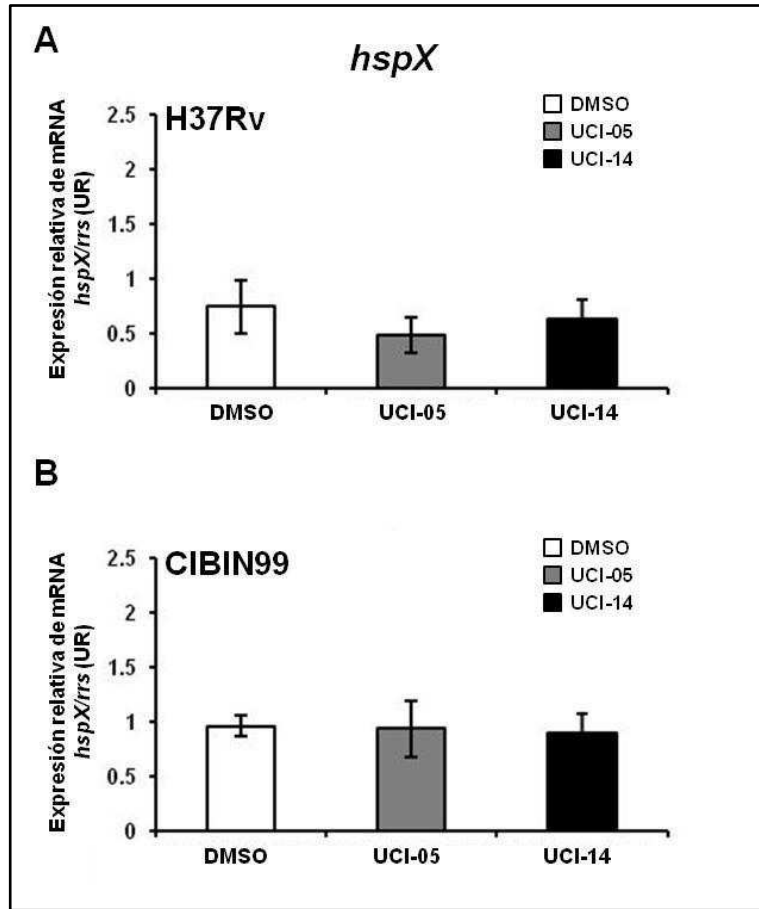 A
hspX
H37Rv
DMSO
UCI-05
UCI-14
Expresión relativa de mRNA
hspX/rrs (UR)
2.5
2
1.5
1
0.5
0
DMSO UCI-05 UCI-14
B
CIBIN99
DMSO
UCI-05
UCI-14
Expresión relativa de mRNA
hspX/rrs (UR)
2.5
2
1.5
1
0.5
0
DMSO UCI-05 UCI-14